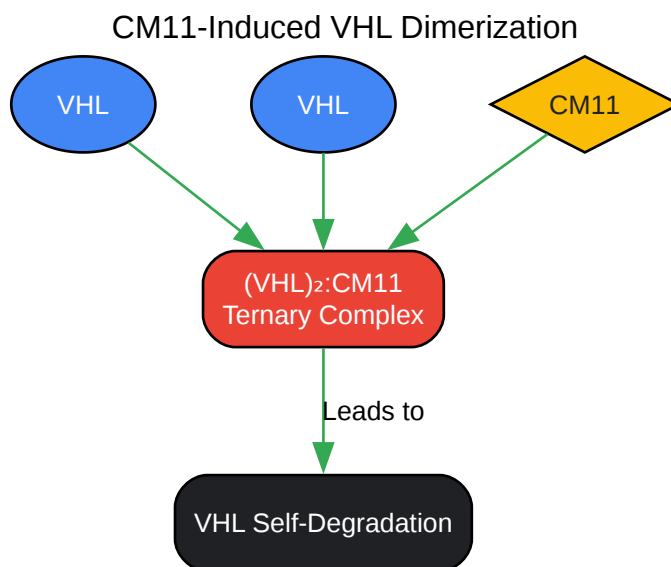 CM11-Induced VHL Dimerization
VHL
VHL
CM11
(VHL)₂:CM11
Ternary Complex
Leads to
VHL Self-Degradation